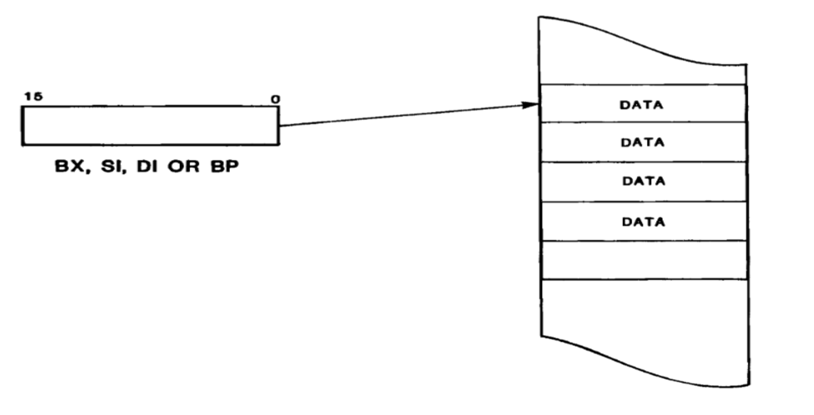 15 0
BX, SI, DI OR BP
DATA
DATA
DATA
DATA